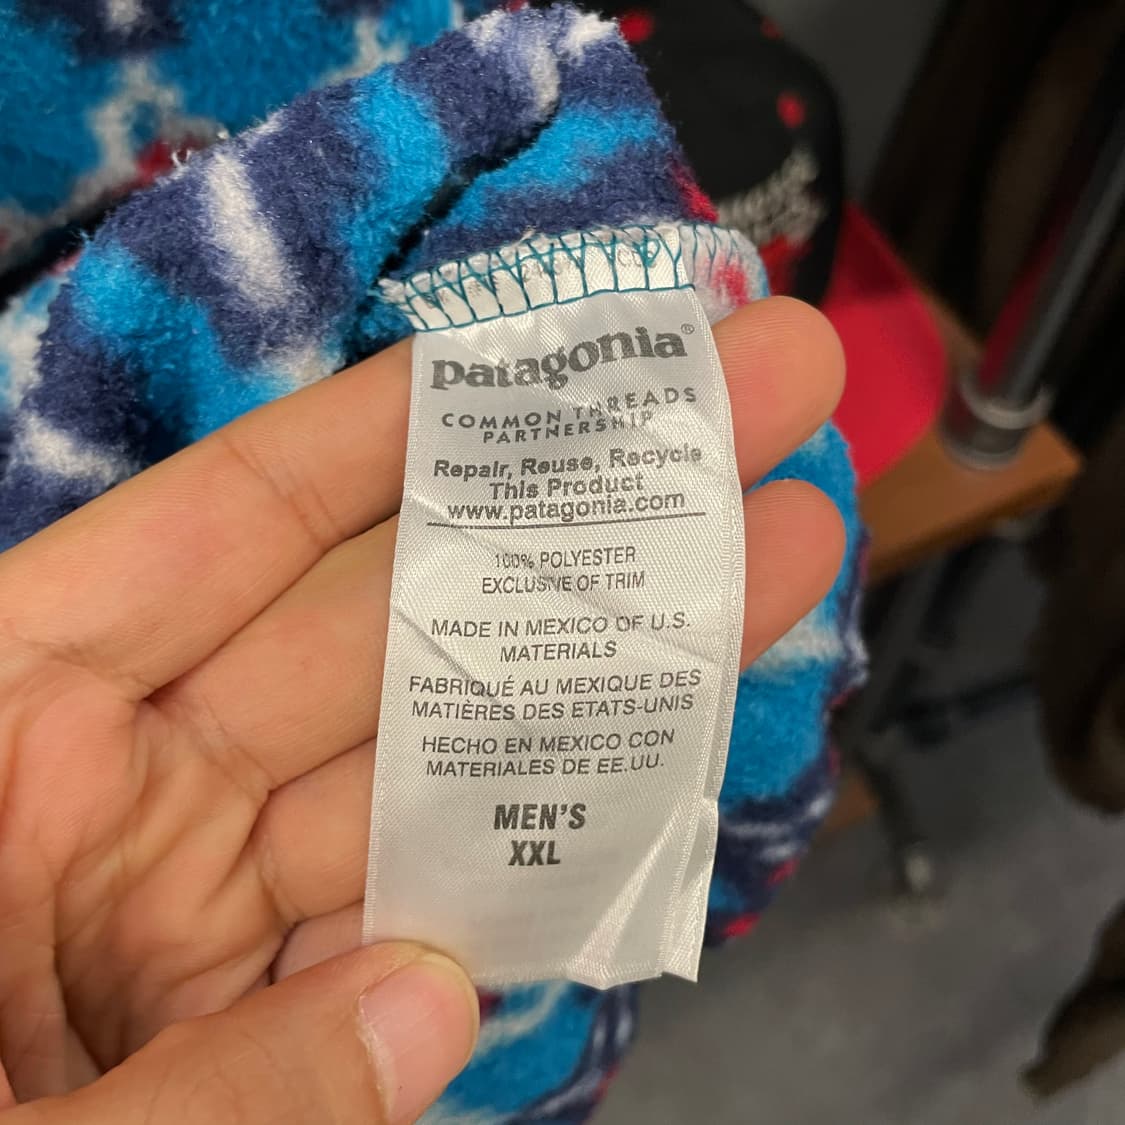 patagonia®
COMMON THREADS
PARTNERSHIP
Repair, Reuse, Recycle
This Product
www.patagonia.com
100% POLYESTER
EXCLUSIVE OF TRIM
MADE IN MEXICO OF U.S.
MATERIALS
FABRIQUÉ AU MEXIQUE DES
MATIÈRES DES ETATS-UNIS
HECHO EN MEXICO CON
MATERIALES DE EE.UU.
MEN'S
XXL